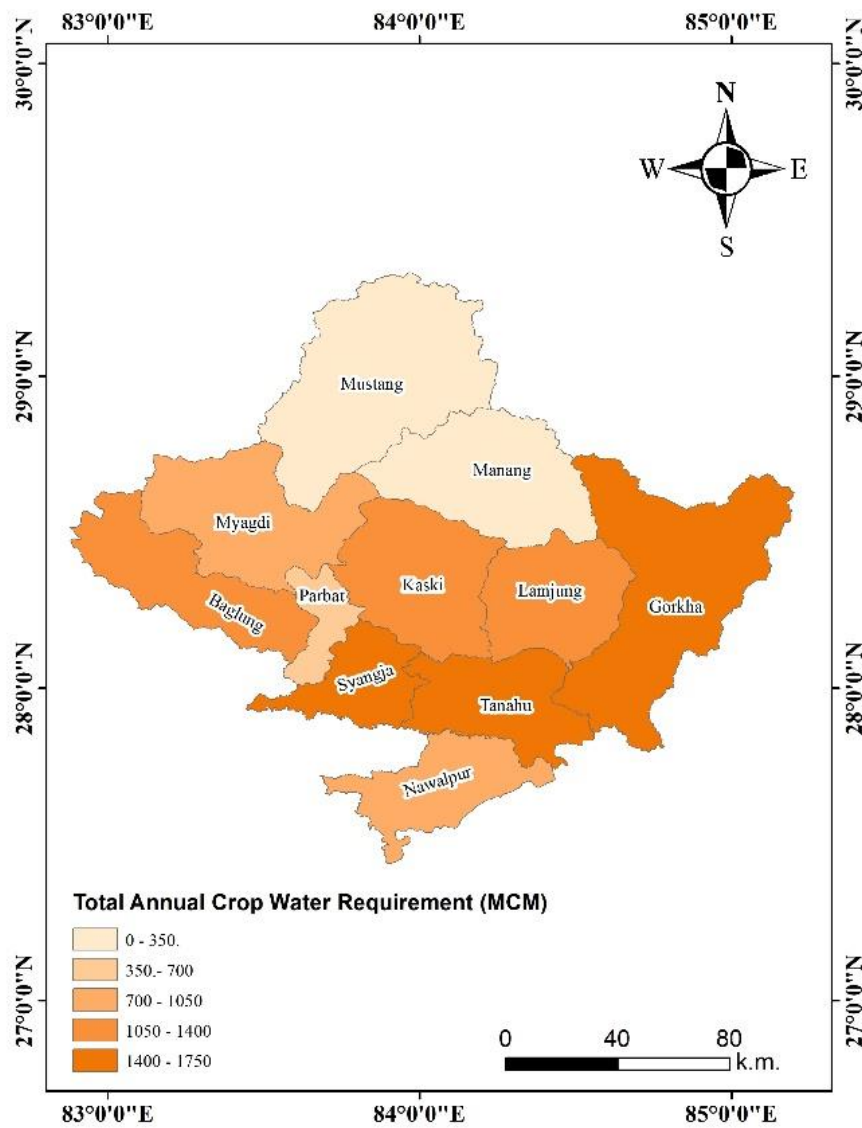 83°0'0"E 84°0'0"E 85°0'0"E
30°0'0"N 30°0'0"N
N
W E
S
29°0'0"N 29°0'0"N
Mustang
Manang
Myagdi
Kaski
Lamjung
Parbat
Baglung
Gorkha
28°0'0"N 28°0'0"N
Syangja
Tanahu
Nawalpur
Total Annual Crop Water Requirement (MCM)
0 - 350.
350.- 700
700 - 1050
1050 - 1400
1400 - 1750
27°0'0"N 27°0'0"N
0 40 80
k.m.
83°0'0"E 84°0'0"E 85°0'0"E